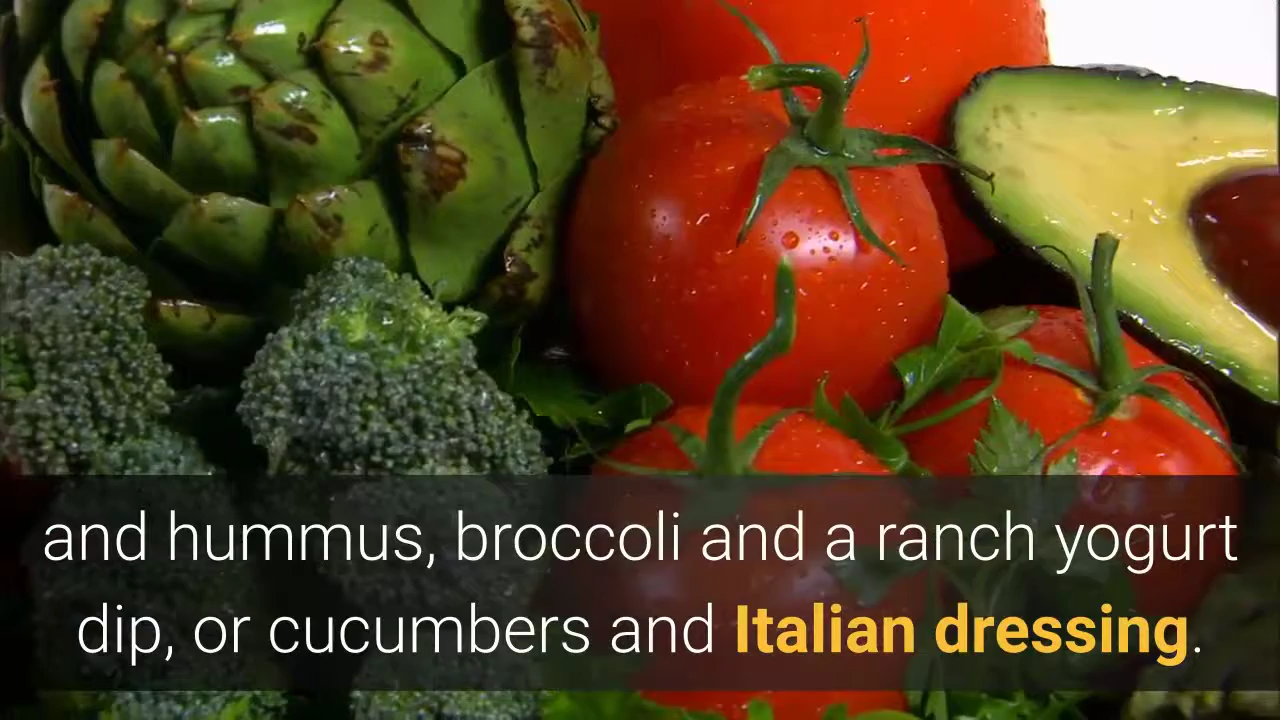 and hummus, broccoli and a ranch yogurt
dip, or cucumbers and Italian dressing.